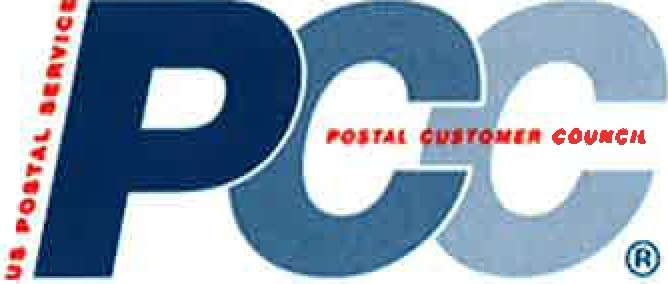 US POSTAL SERVICE
PCC
POSTAL CUSTOMER COUNCIL
®